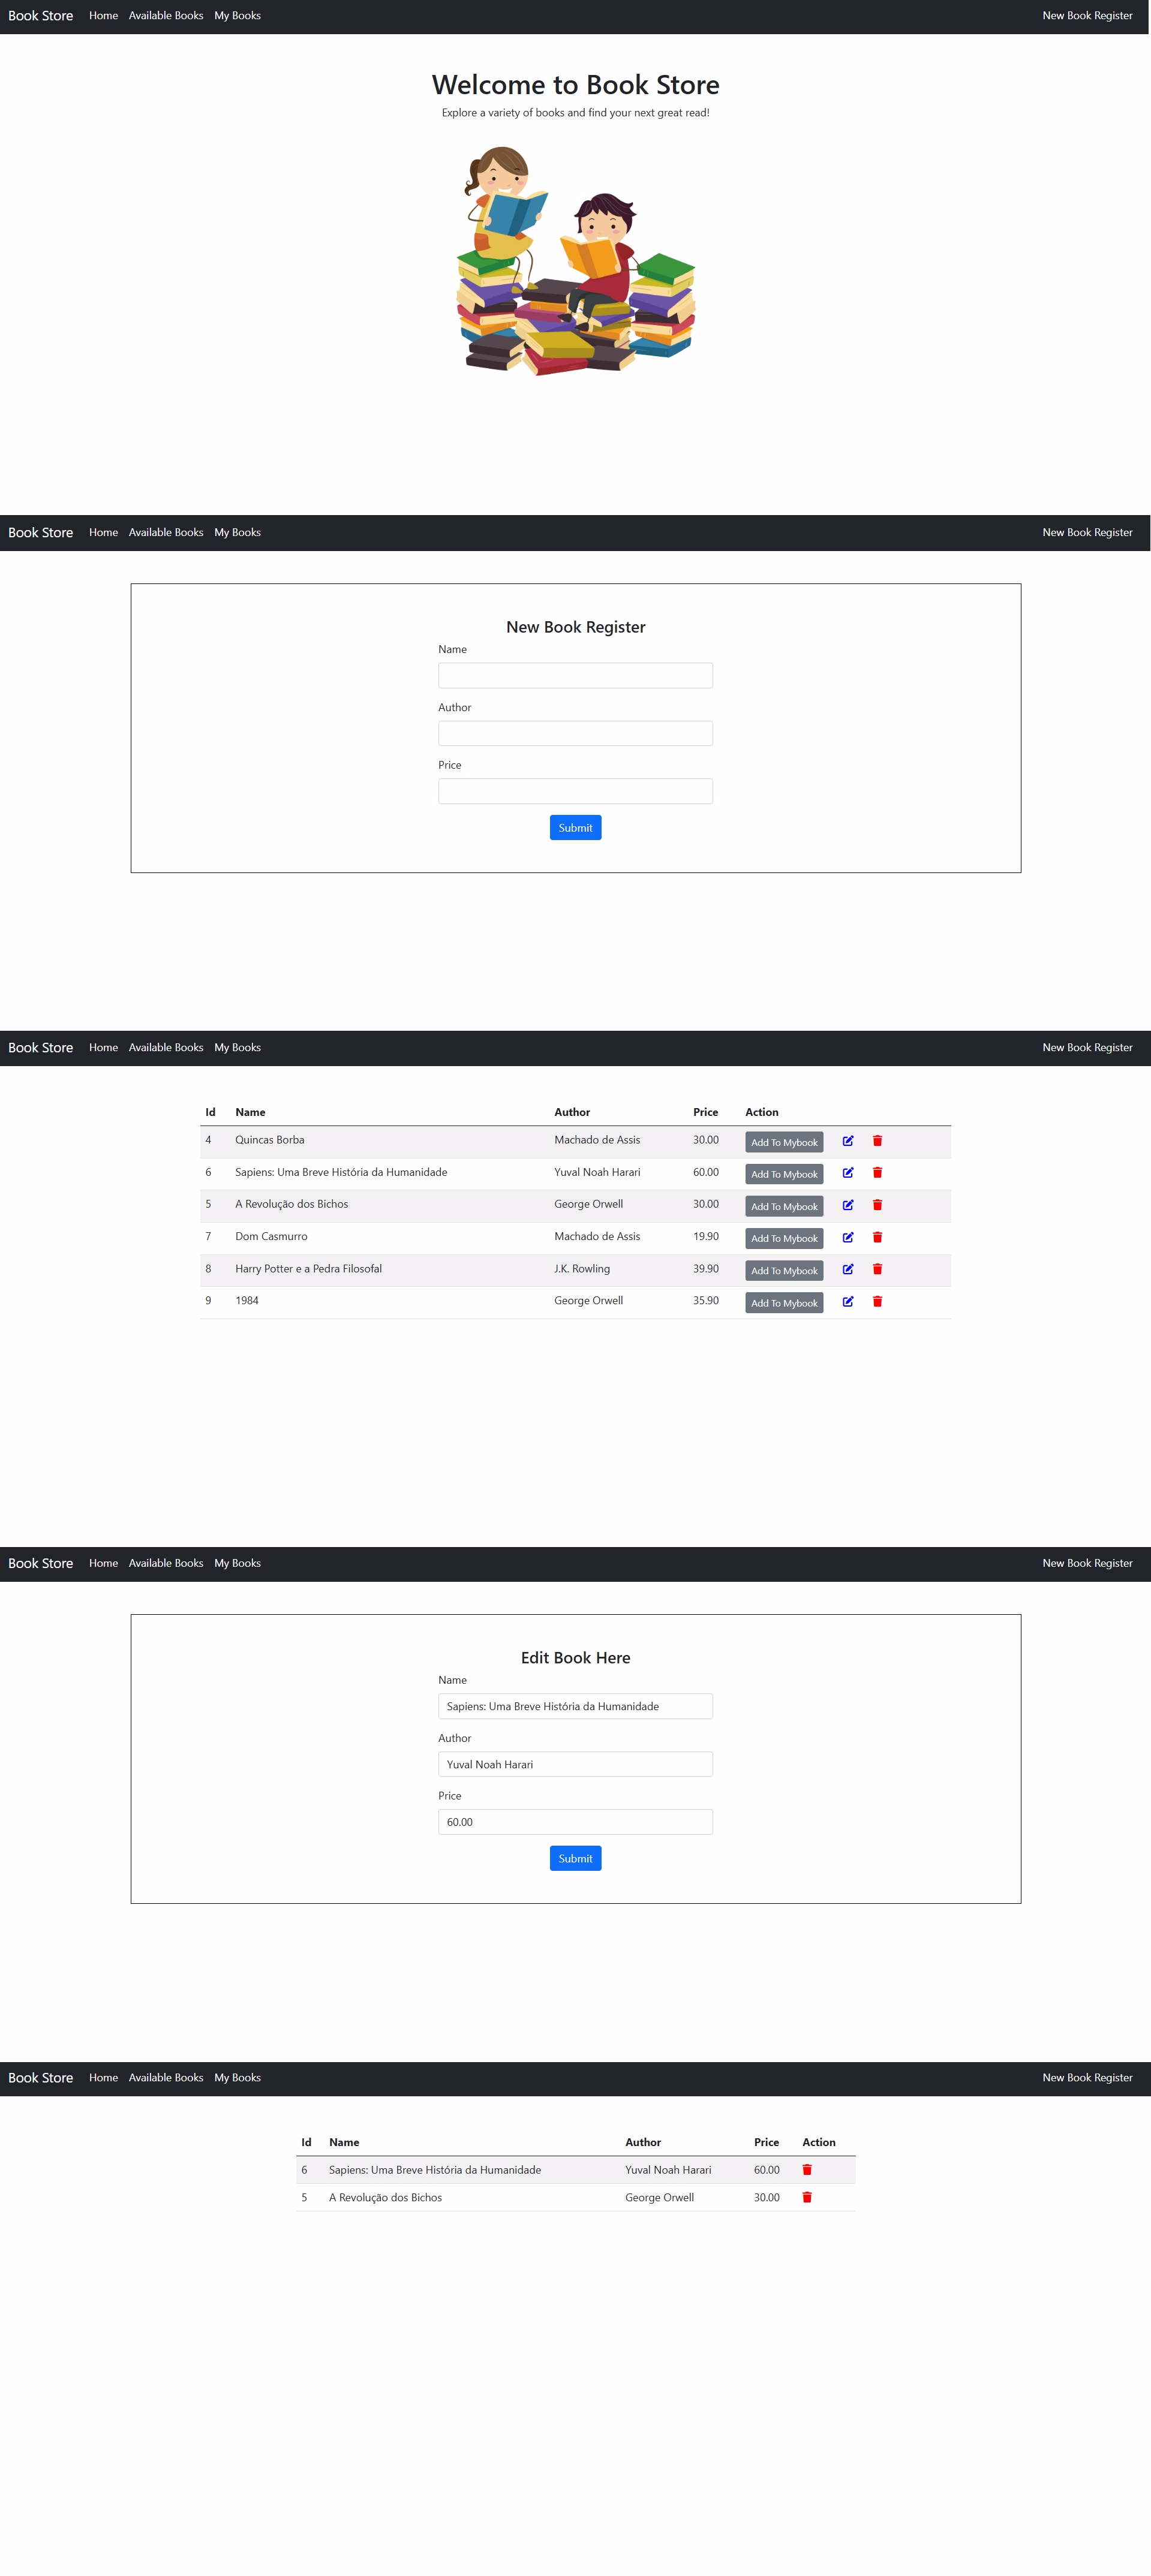 Book Store Home Available Books My Books New Book Register
Welcome to Book Store
Explore a variety of books and find your next great read!
Book Store Home Available Books My Books New Book Register
New Book Register
Name
Author
Price
Submit
Book Store Home Available Books My Books New Book Register
Id Name Author Price Action
4 Quincas Borba Machado de Assis 30.00 Add To Mybook
6 Sapiens: Uma Breve História da Humanidade Yuval Noah Harari 60.00 Add To Mybook
5 A Revolução dos Bichos George Orwell 30.00 Add To Mybook
7 Dom Casmurro Machado de Assis 19.90 Add To Mybook
8 Harry Potter e a Pedra Filosofal J.K. Rowling 39.90 Add To Mybook
9 1984 George Orwell 35.90 Add To Mybook
Book Store Home Available Books My Books New Book Register
Edit Book Here
Name
Sapiens: Uma Breve História da Humanidade
Author
Yuval Noah Harari
Price
60.00
Submit
Book Store Home Available Books My Books New Book Register
Id Name Author Price Action
6 Sapiens: Uma Breve História da Humanidade Yuval Noah Harari 60.00
5 A Revolução dos Bichos George Orwell 30.00